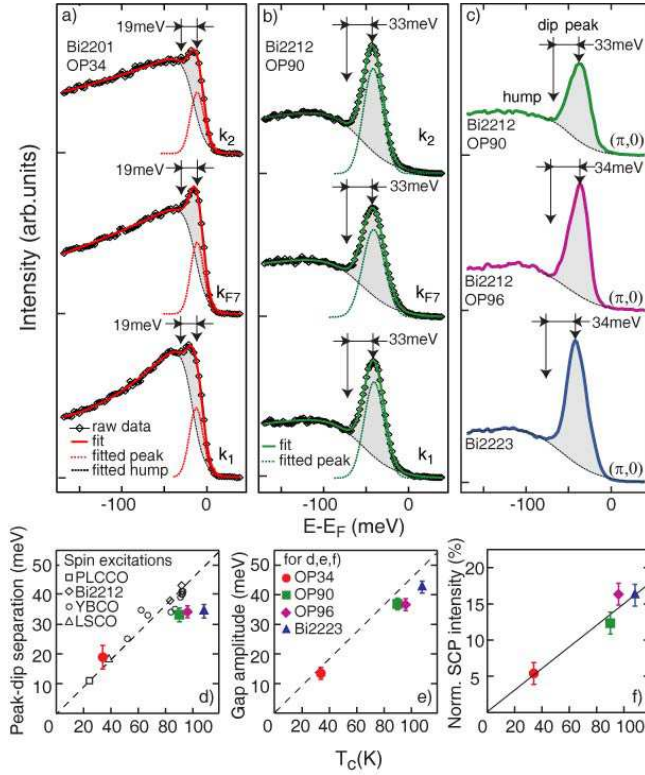 a)
19meV
Bi2201
OP34
k2
19meV
kF7
19meV
raw data
fit
fitted peak
fitted hump
k1
-100
0
b)
33meV
Bi2212
OP90
k2
33meV
kF7
33meV
fit
fitted peak
k1
-100
0
c)
dip peak
33meV
hump
Bi2212
OP90
(π,0)
34meV
Bi2212
OP96
(π,0)
34meV
Bi2223
(π,0)
-100
0
Intensity (arb.units)
E-EF (meV)
Peak-dip separation (meV)
50
40
30
20
10
Spin excitations
PLCCO
Bi2212
YBCO
LSCO
d)
0 20 40 60 80 100
Gap amplitude (meV)
50
40
30
20
10
for d,e,f)
OP34
OP90
OP96
Bi2223
e)
0 20 40 60 80 100
Norm. SCP intensity (%)
20
15
10
5
f)
0 20 40 60 80 100
Tc(K)